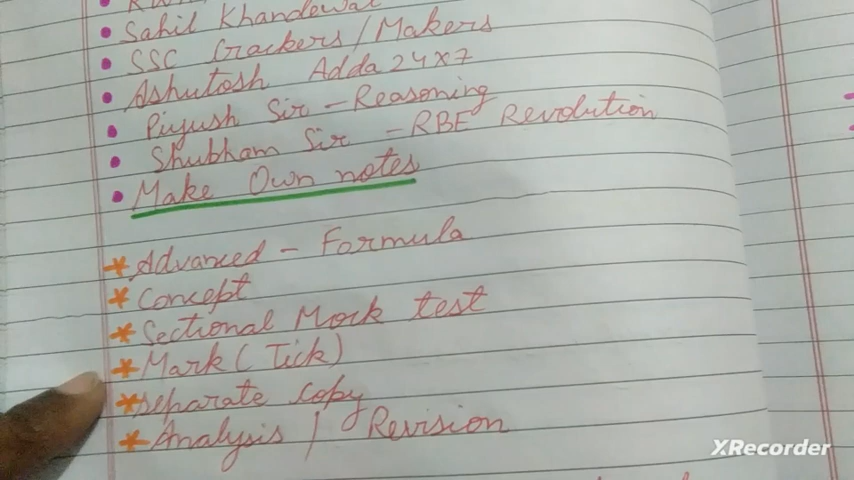 Sahil Khandewal
SSC Crackers/Makers
Ashutosh Adda 24x7
Piyush Sir - Reasoning
Shubham Sir - RBE Revolution
Make Own notes
Advanced - Formula
Concept
Sectional Mock test
Mark (Tick)
separate copy
Analysis / Revision
XRecorder